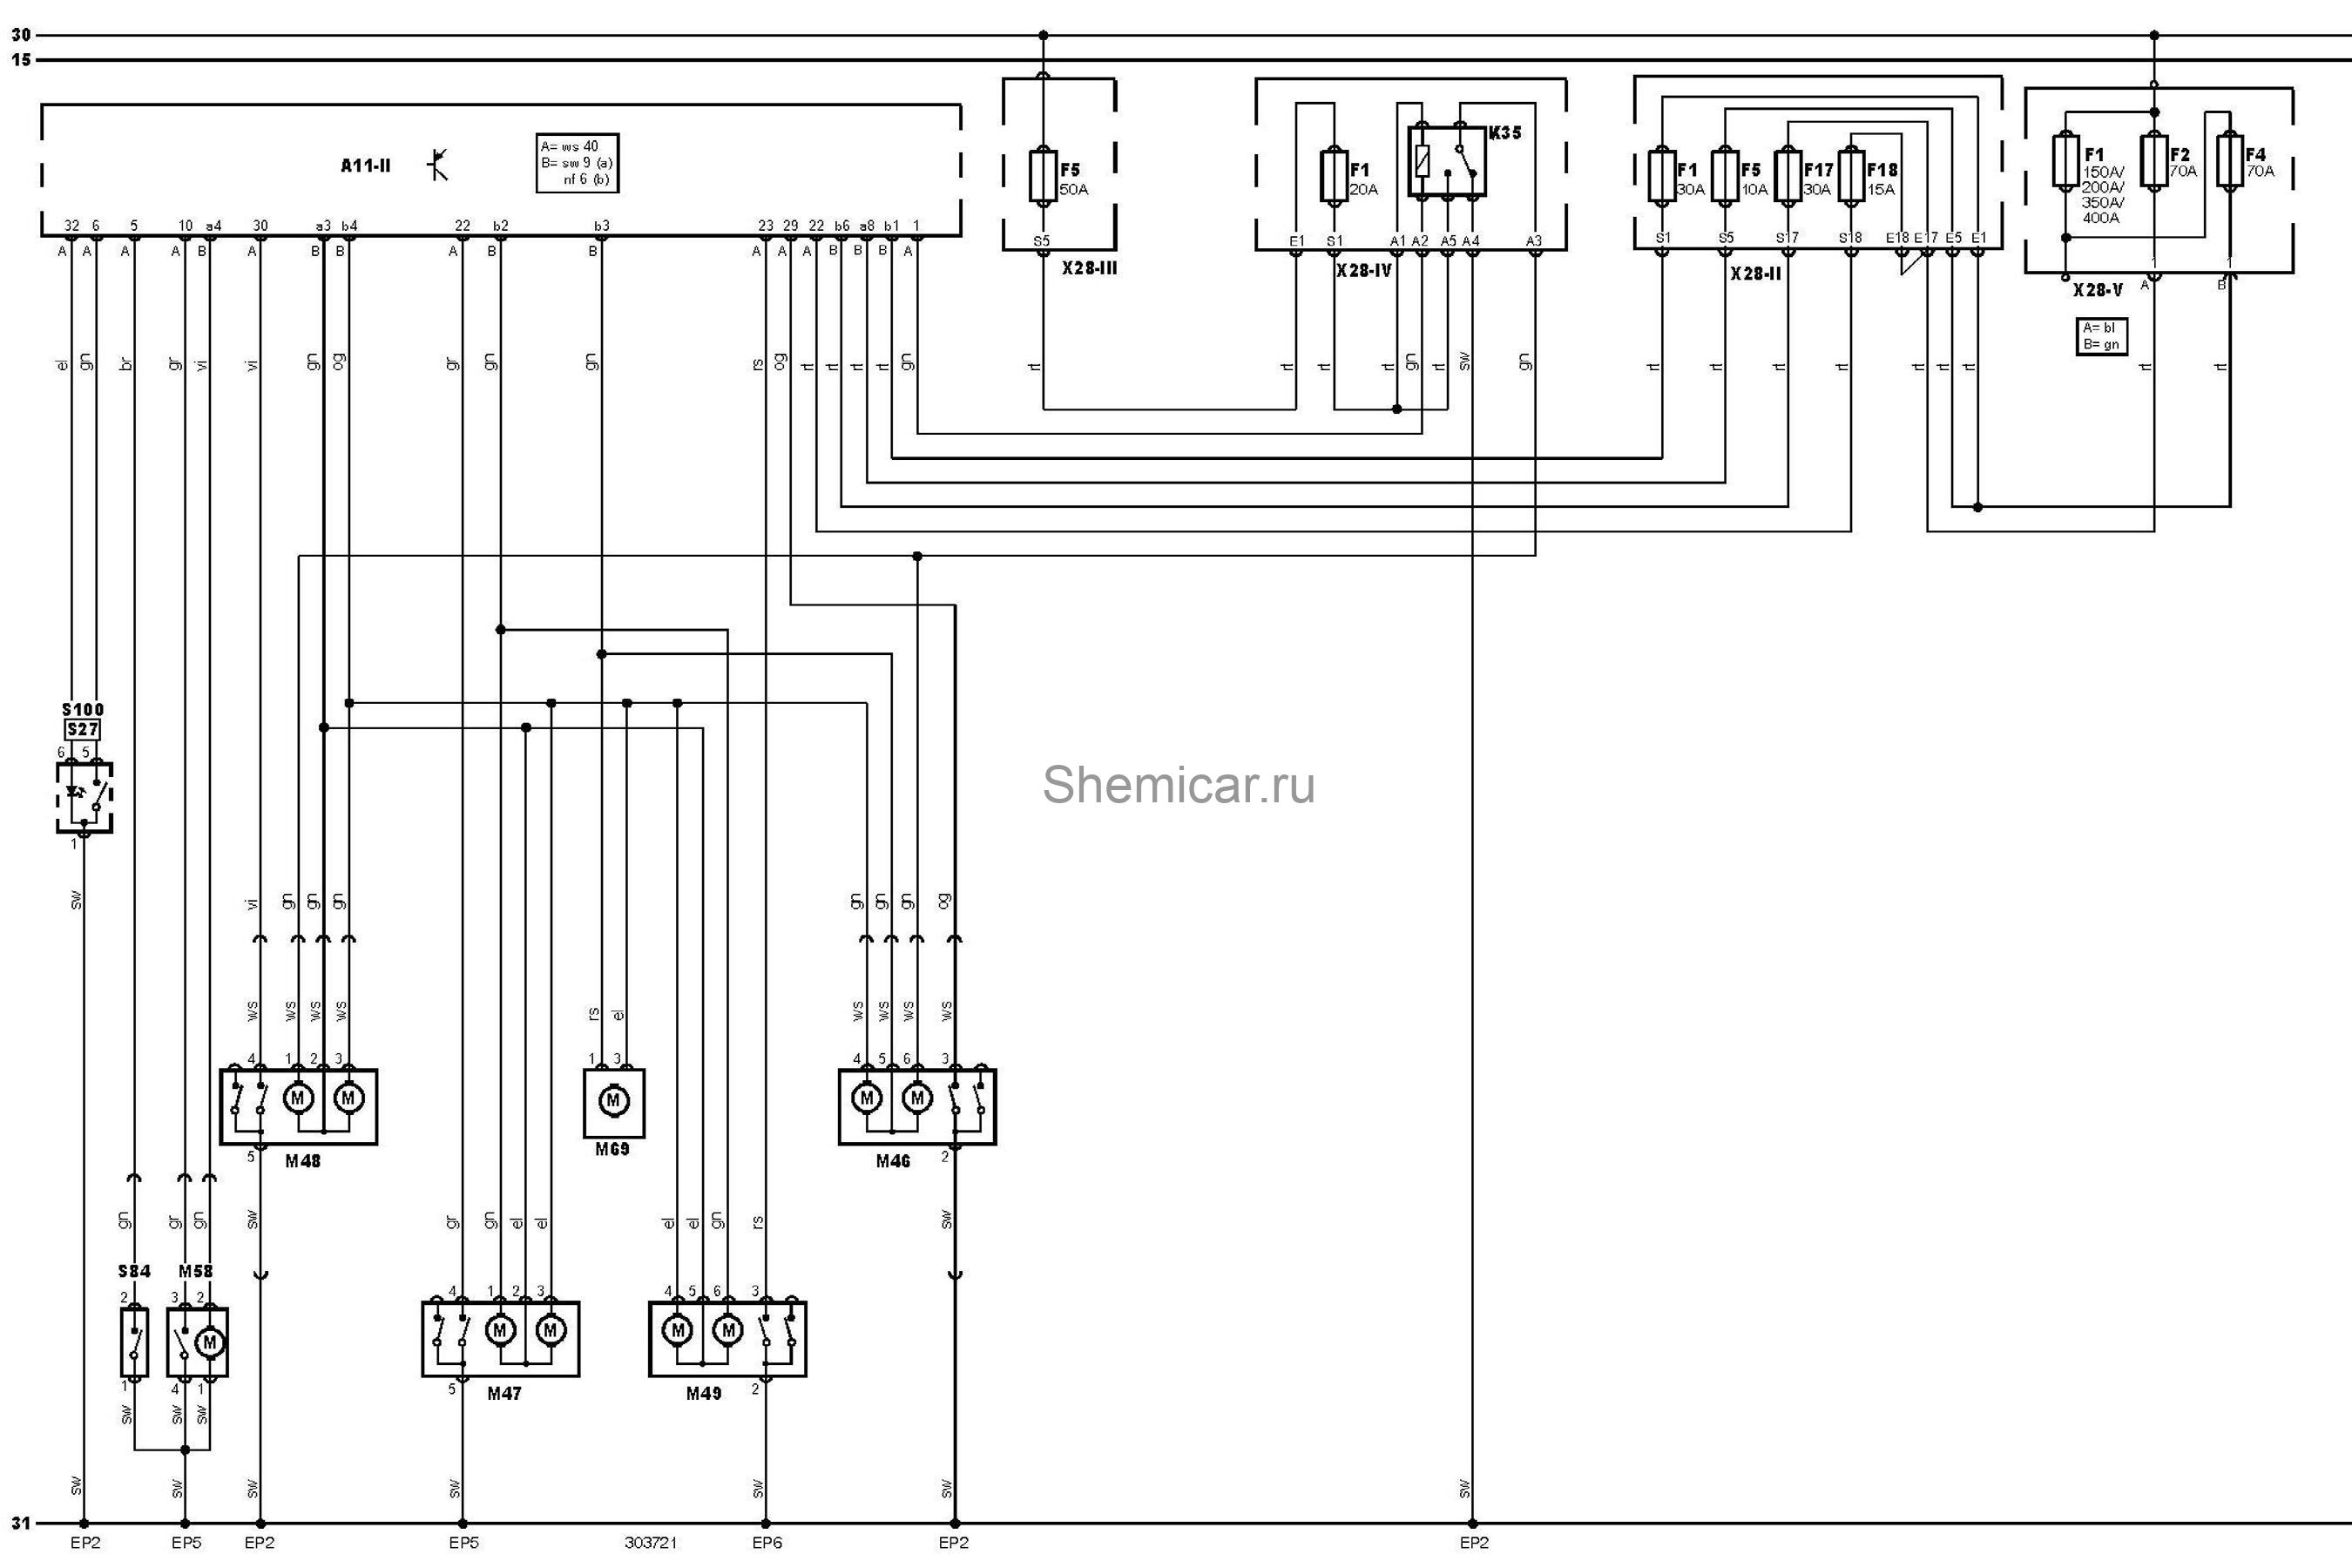 30
15
A11-II
A= ws 40
B= sw 9 (a)
nf 6 (b)
32 6 5 10 a4 30 a3 b4 22 b2 b3 23 29 22 b6 a8 b1 1
A A A A B A B B A B B A A A B B B A
F5
50A
S5
X28-III
F1
20A
K35
E1 S1 A1 A2 A5 A4 A3
X28-IV
F1
30A
F5
10A
F17
30A
F18
15A
S1 S5 S17 S18 E18 E17 E5 E1
X28-II
F1
150A/
200A/
350A/
400A
F2
70A
F4
70A
1 1
A B
X28-V
A= bl
B= gn
el gn br gr vi vi gn og gr gn gn rs og rt rt rt rt gn rt rt rt rt gn rt sw gn rt rt rt rt rt rt rt rt rt
S100
S27
6 5
Shemicar.ru
1
sw vi gn gn gn gn gn gn og
ws ws ws ws rs el ws ws ws ws
4 1 2 3 1 3 4 5 6 3
5 M48 M69 M46 2
gn gr gn sw gr gn el el el el gn rs sw
S84 M58
2 3 2 4 1 2 3 4 5 6 3
1 4 1 5 M47 M49 2
sw sw sw
sw sw sw sw sw sw sw
31
EP2 EP5 EP2 EP5 303721 EP6 EP2 EP2